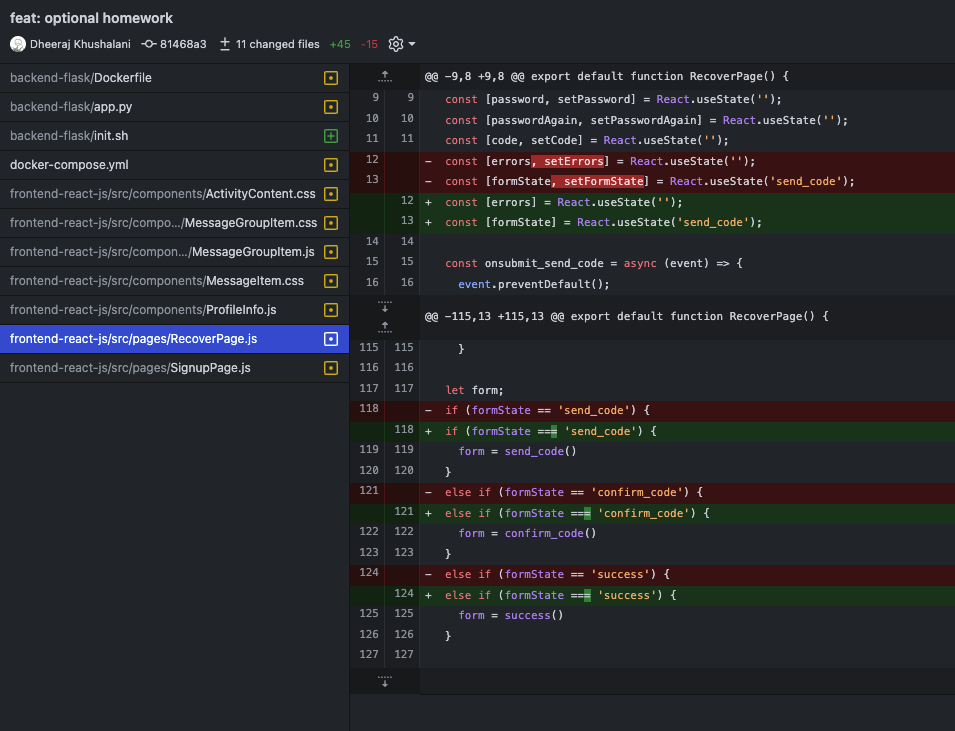 feat: optional homework
Dheeraj Khushalani 81468a3 11 changed files +45 -15
backend-flask/Dockerfile
backend-flask/app.py
backend-flask/init.sh
docker-compose.yml
frontend-react-js/src/components/ActivityContent.css
frontend-react-js/src/compo.../MessageGroupItem.css
frontend-react-js/src/compon.../MessageGroupItem.js
frontend-react-js/src/components/MessageItem.css
frontend-react-js/src/components/ProfileInfo.js
frontend-react-js/src/pages/RecoverPage.js
frontend-react-js/src/pages/SignupPage.js
@@ -9,8 +9,8 @@ export default function RecoverPage() {
9 9 const [password, setPassword] = React.useState('');
10 10 const [passwordAgain, setPasswordAgain] = React.useState('');
11 11 const [code, setCode] = React.useState('');
12 - const [errors, setErrors] = React.useState('');
13 - const [formState, setFormState] = React.useState('send_code');
12 + const [errors] = React.useState('');
13 + const [formState] = React.useState('send_code');
14 14
15 15 const onsubmit_send_code = async (event) => {
16 16 event.preventDefault();
@@ -115,13 +115,13 @@ export default function RecoverPage() {
115 115 }
116 116
117 117 let form;
118 - if (formState == 'send_code') {
118 + if (formState === 'send_code') {
119 119 form = send_code()
120 120 }
121 - else if (formState == 'confirm_code') {
121 + else if (formState === 'confirm_code') {
122 122 form = confirm_code()
123 123 }
124 - else if (formState == 'success') {
124 + else if (formState === 'success') {
125 125 form = success()
126 126 }
127 127